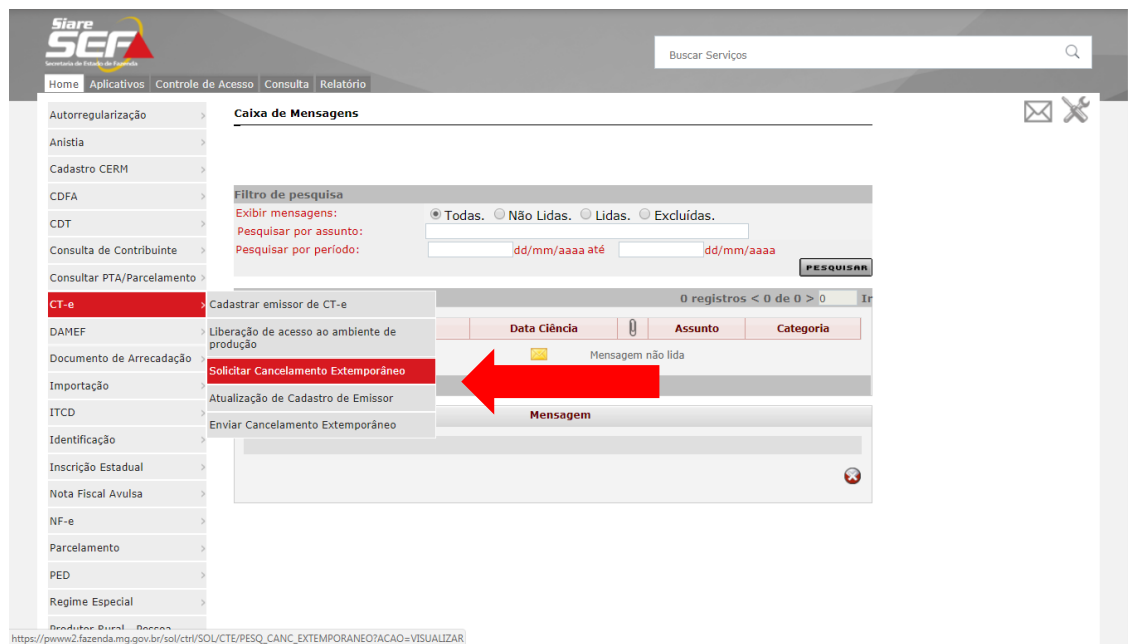 Siare
SEF
Secretaria de Estado de Fazenda
Buscar Serviços
Home Aplicativos Controle de Acesso Consulta Relatório
Autorregularização
Anistia
Cadastro CERM
CDFA
CDT
Consulta de Contribuinte
Consultar PTA/Parcelamento
CT-e
DAMEF
Documento de Arrecadação
Importação
ITCD
Identificação
Inscrição Estadual
Nota Fiscal Avulsa
NF-e
Parcelamento
PED
Regime Especial
Produtor Rural - Pessoa
Cadastrar emissor de CT-e
Liberação de acesso ao ambiente de
produção
Solicitar Cancelamento Extemporâneo
Atualização de Cadastro de Emissor
Enviar Cancelamento Extemporâneo
Caixa de Mensagens
Filtro de pesquisa
Exibir mensagens: Todas. Não Lidas. Lidas. Excluídas.
Pesquisar por assunto:
Pesquisar por período: dd/mm/aaaa até dd/mm/aaaa
PESQUISAR
0 registros < 0 de 0 > 0 Ir
Data Ciência Assunto Categoria
Mensagem não lida
Mensagem
https://pwww2.fazenda.mg.gov.br/sol/ctrl/SOL/CTE/PESQ_CANC_EXTEMPORANEO?ACAO=VISUALIZAR